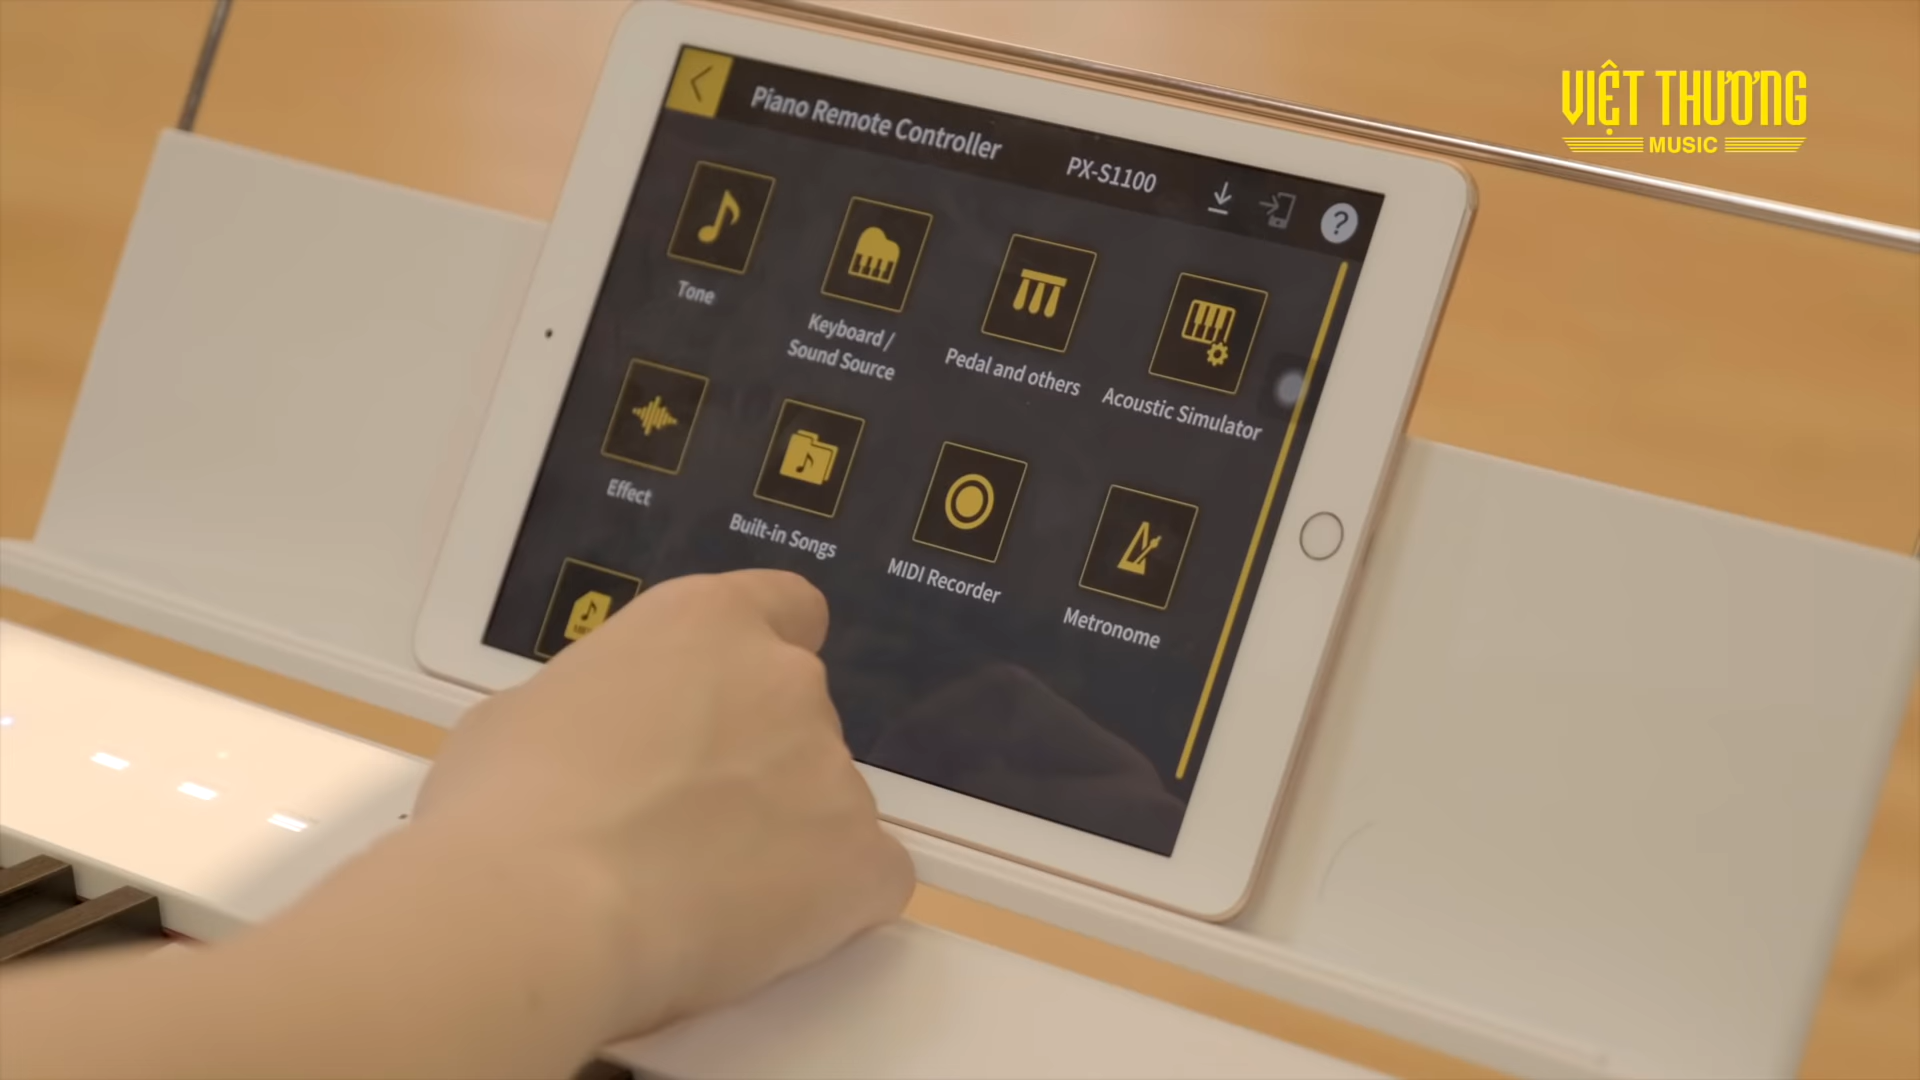 VIỆT THƯƠNG
MUSIC
Piano Remote Controller
PX-S1100
?
Tone
Keyboard /
Sound Source
Pedal and others
Acoustic Simulator
Effect
Built-in Songs
MIDI Recorder
Metronome